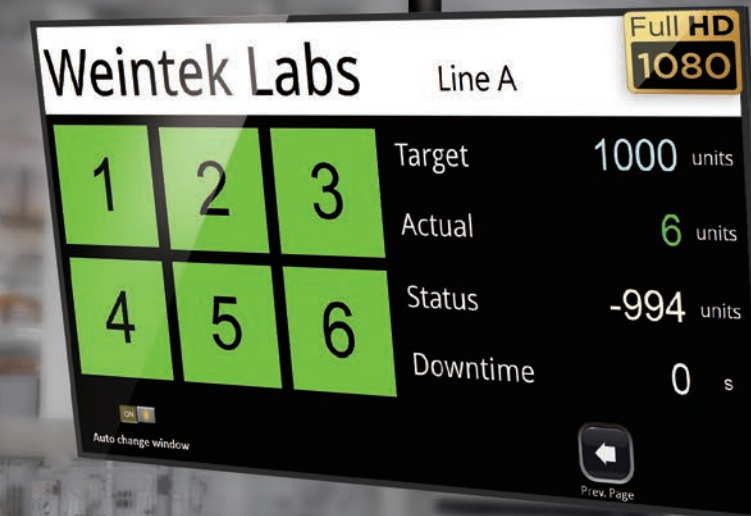 Weintek Labs
Line A
Full HD
1080
1 2 3
4 5 6
Target 1000 units
Actual 6 units
Status -994 units
Downtime 0 s
ON
Auto change window
Prev. Page